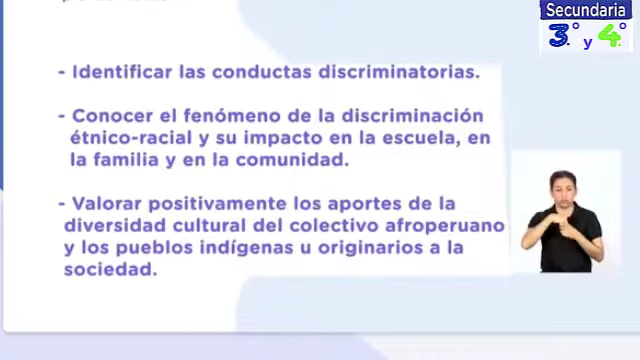 Secundaria
3.° y 4.°
- Identificar las conductas discriminatorias.
- Conocer el fenómeno de la discriminación
étnico-racial y su impacto en la escuela, en
la familia y en la comunidad.
- Valorar positivamente los aportes de la
diversidad cultural del colectivo afroperuano
y los pueblos indígenas u originarios a la
sociedad.